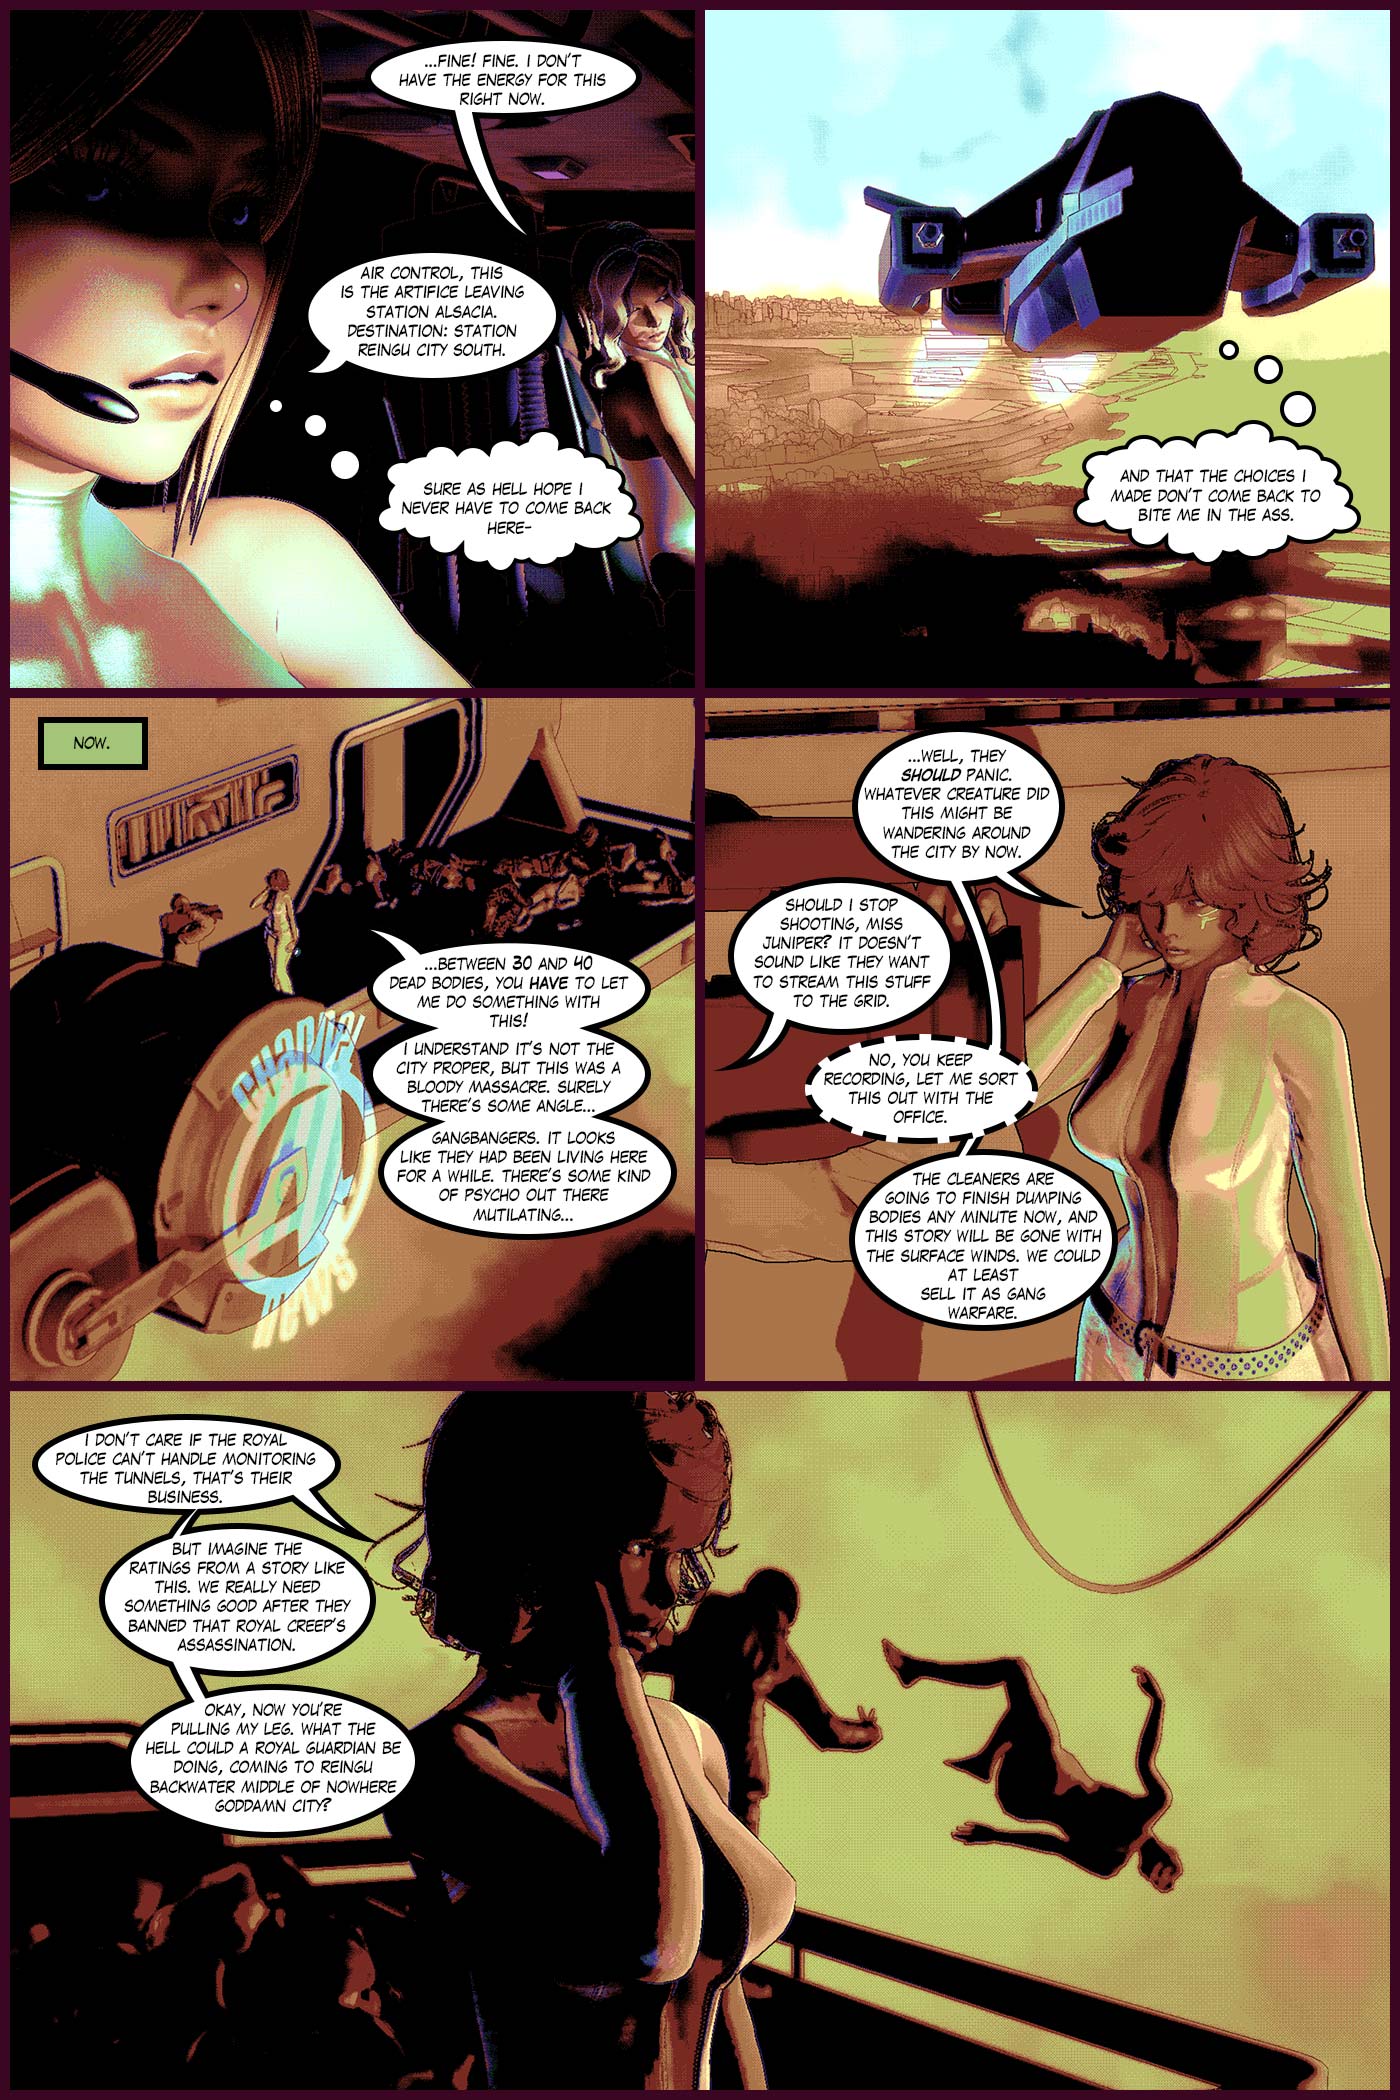 ...FINE! FINE. I DON'T
HAVE THE ENERGY FOR THIS
RIGHT NOW.
AIR CONTROL, THIS
IS THE ARTIFICE LEAVING
STATION ALSACIA.
DESTINATION: STATION
REINGU CITY SOUTH.
SURE AS HELL HOPE I
NEVER HAVE TO COME BACK
HERE-
AND THAT THE CHOICES I
MADE DON'T COME BACK TO
BITE ME IN THE ASS.
NOW.
...BETWEEN 30 AND 40
DEAD BODIES, YOU HAVE TO LET
ME DO SOMETHING WITH
THIS!
I UNDERSTAND IT'S NOT THE
CITY PROPER, BUT THIS WAS A
BLOODY MASSACRE. SURELY
THERE'S SOME ANGLE...
GANGBANGERS. IT LOOKS
LIKE THEY HAD BEEN LIVING HERE
FOR A WHILE. THERE'S SOME KIND
OF PSYCHO OUT THERE
MUTILATING...
NEWS
...WELL, THEY
SHOULD PANIC.
WHATEVER CREATURE DID
THIS MIGHT BE
WANDERING AROUND
THE CITY BY NOW.
SHOULD I STOP
SHOOTING, MISS
JUNIPER? IT DOESN'T
SOUND LIKE THEY WANT
TO STREAM THIS STUFF
TO THE GRID.
NO, YOU KEEP
RECORDING, LET ME SORT
THIS OUT WITH THE
OFFICE.
THE CLEANERS ARE
GOING TO FINISH DUMPING
BODIES ANY MINUTE NOW, AND
THIS STORY WILL BE GONE WITH
THE SURFACE WINDS. WE COULD
AT LEAST
SELL IT AS GANG
WARFARE.
I DON'T CARE IF THE ROYAL
POLICE CAN'T HANDLE MONITORING
THE TUNNELS, THAT'S THEIR
BUSINESS.
BUT IMAGINE THE
RATINGS FROM A STORY LIKE
THIS. WE REALLY NEED
SOMETHING GOOD AFTER THEY
BANNED THAT ROYAL CREEP'S
ASSASSINATION.
OKAY, NOW YOU'RE
PULLING MY LEG. WHAT THE
HELL COULD A ROYAL GUARDIAN BE
DOING, COMING TO REINGU
BACKWATER MIDDLE OF NOWHERE
GODDAMN CITY?